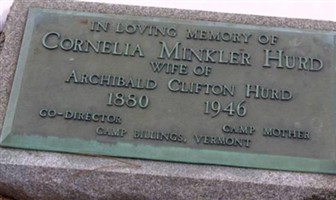 IN LOVING MEMORY OF
CORNELIA MINKLER HURD
WIFE OF
ARCHIBALD CLIFTON HURD
1880 1946
CO-DIRECTOR CAMP MOTHER
CAMP BILLINGS, VERMONT